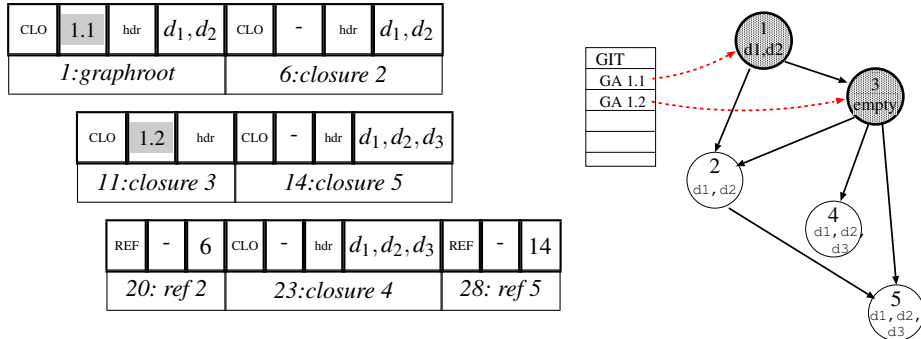 CLO 1.1 hdr d1, d2 CLO - hdr d1, d2
1:graphroot 6:closure 2
CLO 1.2 hdr CLO - hdr d1, d2, d3
11:closure 3 14:closure 5
REF - 6 CLO - hdr d1, d2, d3 REF - 14
20: ref 2 23:closure 4 28: ref 5
GIT
GA 1.1
GA 1.2
1
d1,d2
3
empty
2
d1,d2
4
d1,d2,
d3
5
d1,d2,
d3